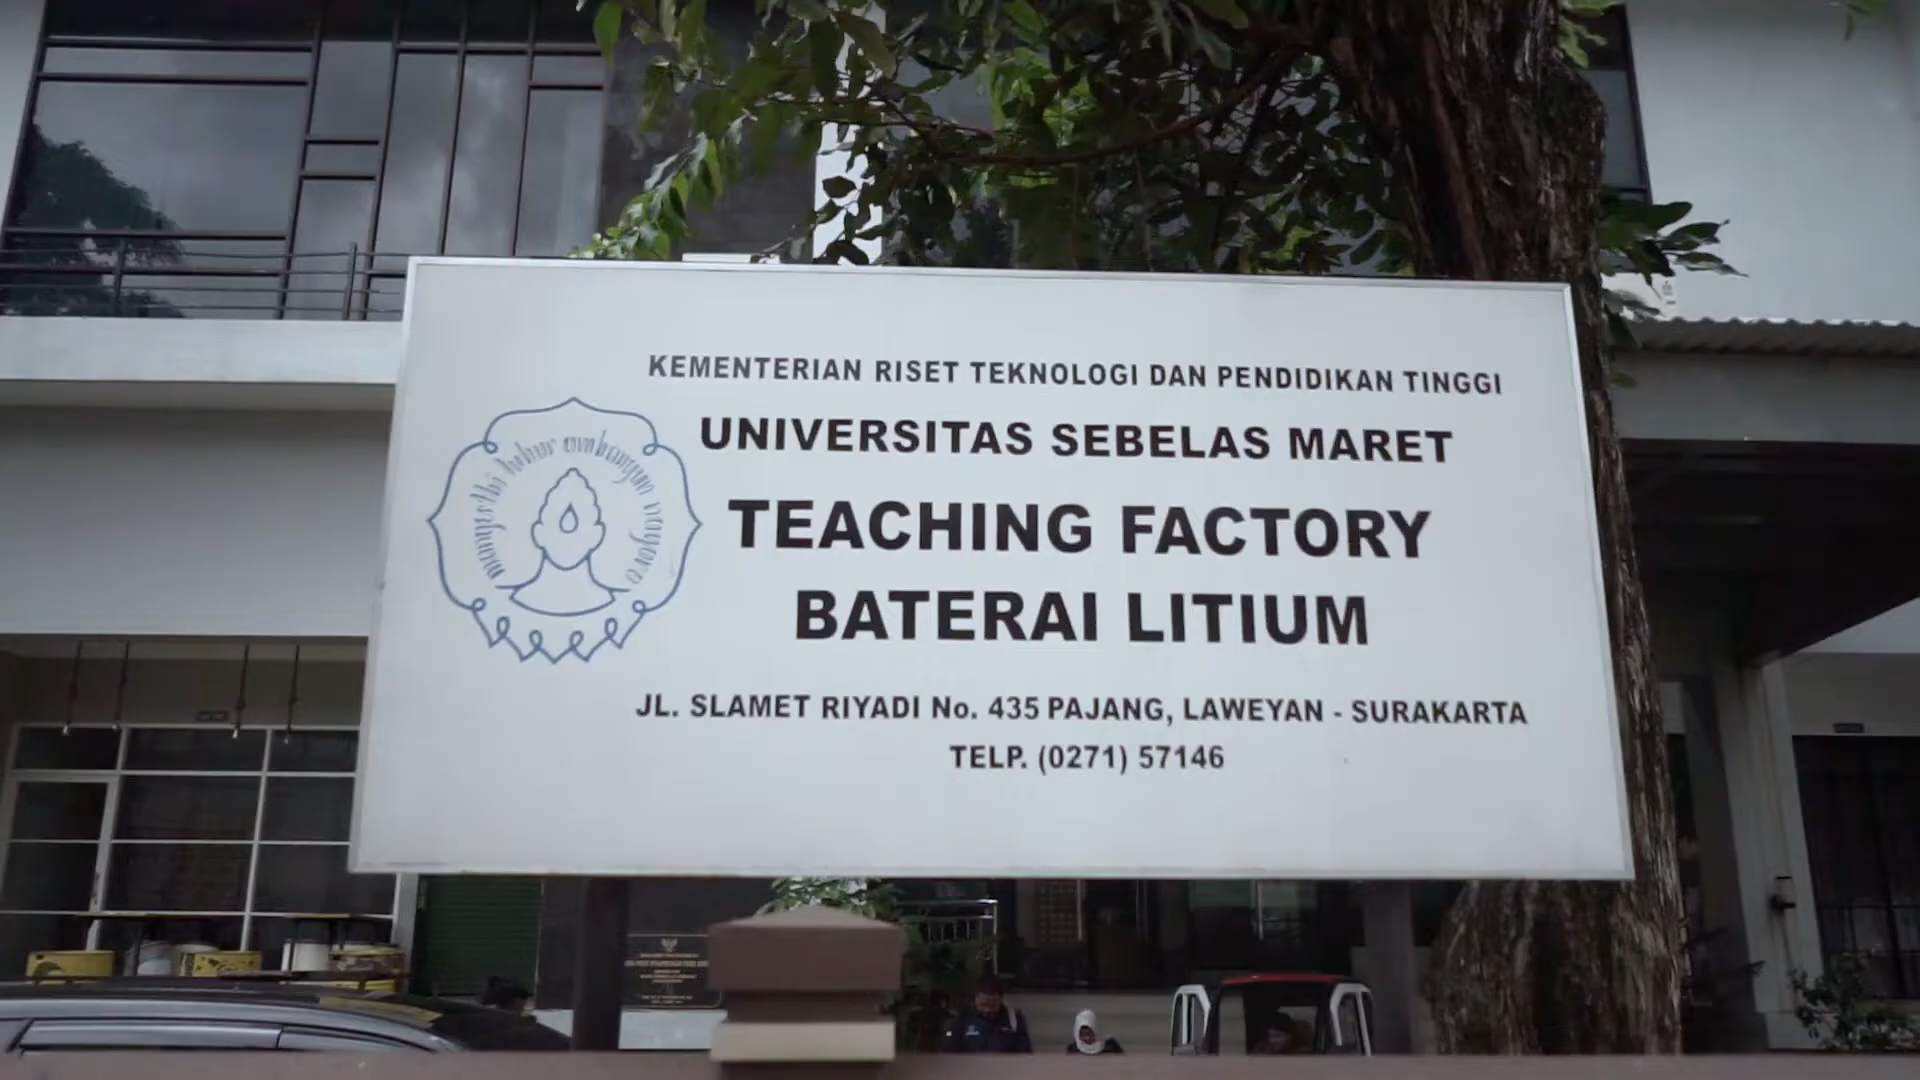 KEMENTERIAN RISET TEKNOLOGI DAN PENDIDIKAN TINGGI
UNIVERSITAS SEBELAS MARET
TEACHING FACTORY
BATERAI LITIUM
JL. SLAMET RIYADI No. 435 PAJANG, LAWEYAN - SURAKARTA
TELP. (0271) 57146